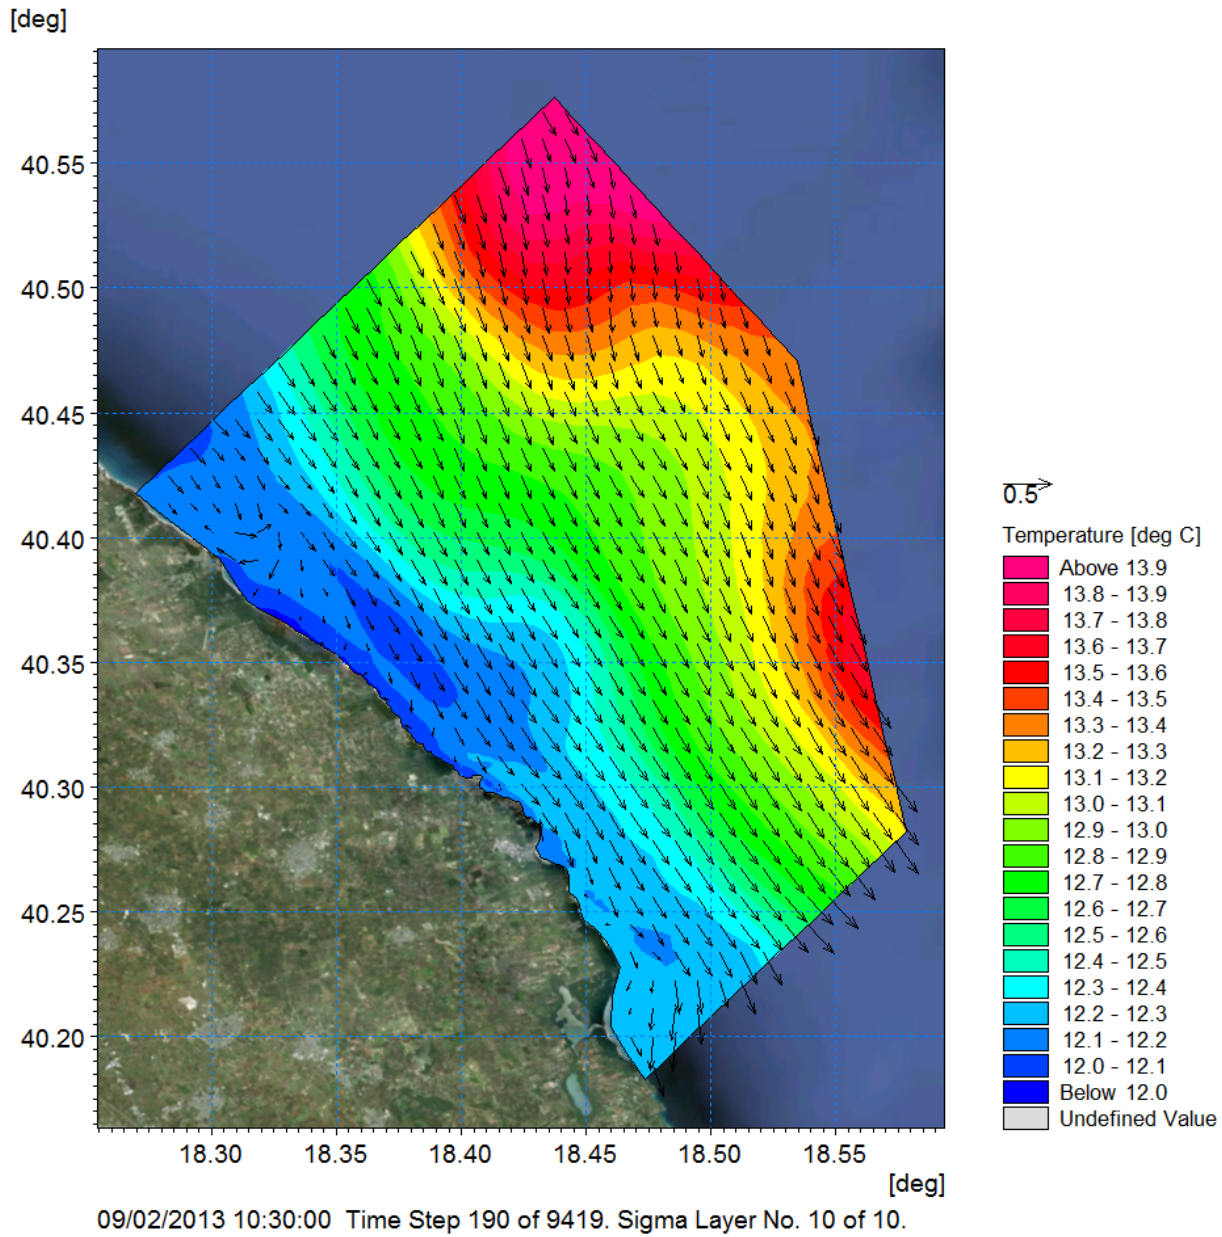 [deg]
40.55
40.50
40.45
40.40
40.35
40.30
40.25
40.20
18.30 18.35 18.40 18.45 18.50 18.55
[deg]
09/02/2013 10:30:00 Time Step 190 of 9419. Sigma Layer No. 10 of 10.
0.5
Temperature [deg C]
Above 13.9
13.8 - 13.9
13.7 - 13.8
13.6 - 13.7
13.5 - 13.6
13.4 - 13.5
13.3 - 13.4
13.2 - 13.3
13.1 - 13.2
13.0 - 13.1
12.9 - 13.0
12.8 - 12.9
12.7 - 12.8
12.6 - 12.7
12.5 - 12.6
12.4 - 12.5
12.3 - 12.4
12.2 - 12.3
12.1 - 12.2
12.0 - 12.1
Below 12.0
Undefined Value